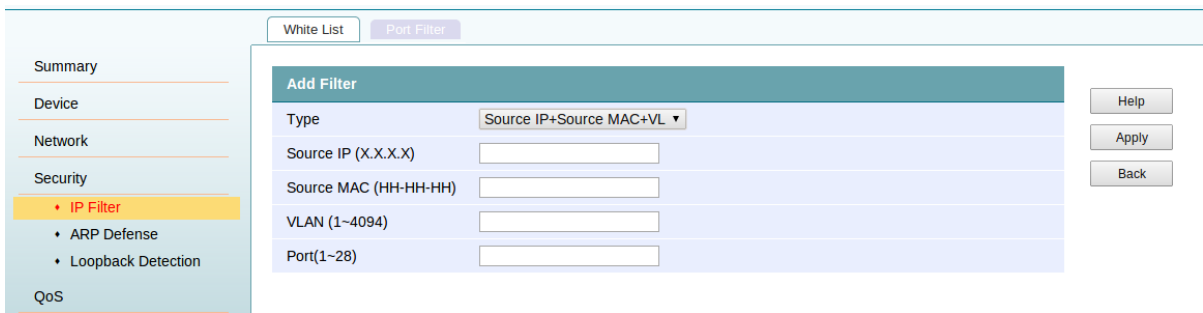 White List Port Filter
Summary
Device
Network
Security
IP Filter
ARP Defense
Loopback Detection
QoS
Add Filter
Type Source IP+Source MAC+VL
Source IP (X.X.X.X)
Source MAC (HH-HH-HH)
VLAN (1~4094)
Port(1~28)
Help
Apply
Back